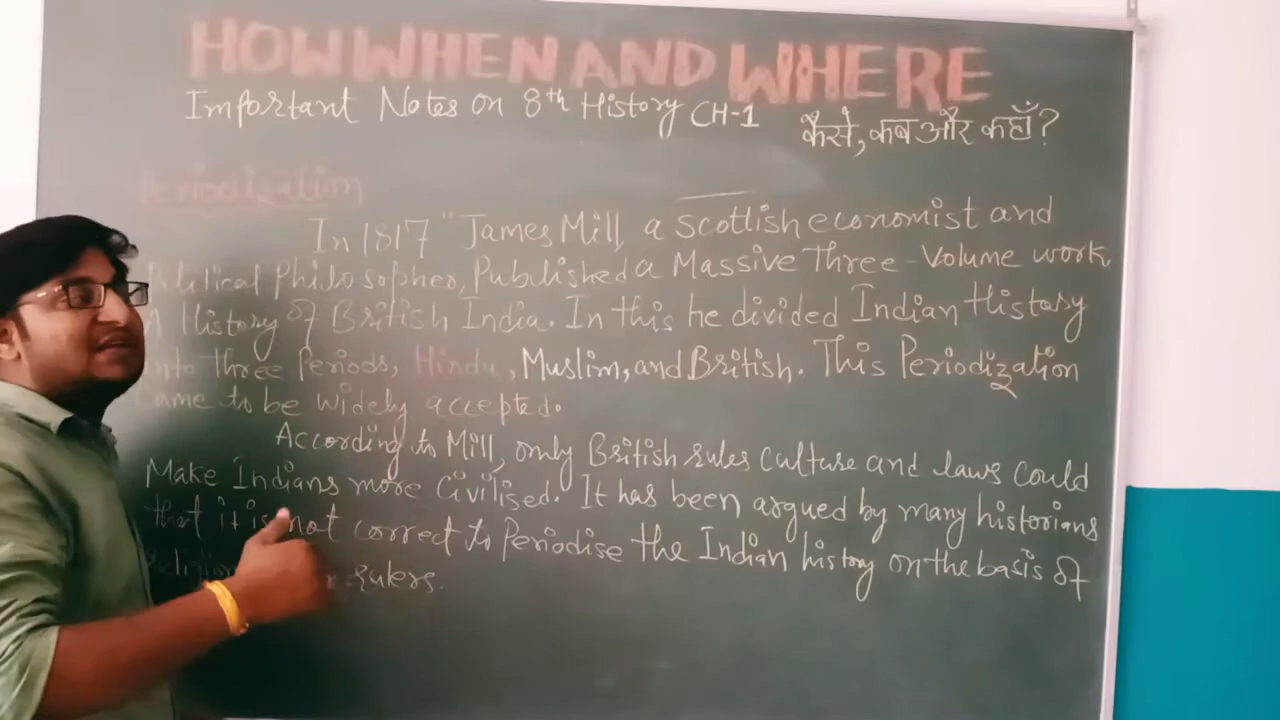 HOW WHEN AND WHERE
Important Notes on 8th History CH-1
कैसे, कब और कहाँ?
Periodization
In 1817 "James Mill, a Scottish economist and
Political Philosopher, Published a Massive Three-Volume work,
A History of British India. In this he divided Indian History
into three Periods, Hindu, Muslim, and British. This Periodization
Came to be widely accepted.
According to Mill, only British rules culture and laws could
Make Indians more Civilised. It has been argued by many historians
that it is not correct to Periodise the Indian history on the basis of
rulers.